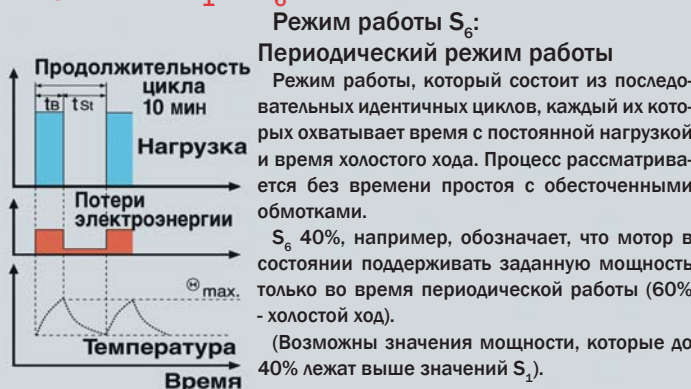 Режим работы S₆:
Периодический режим работы
Режим работы, который состоит из последо-
вательных идентичных циклов, каждый их кото-
рых охватывает время с постоянной нагрузкой
и время холостого хода. Процесс рассматрива-
ется без времени простоя с обесточенными
обмотками.
S₆ 40%, например, обозначает, что мотор в
состоянии поддерживать заданную мощность
только во время периодической работы (60%
- холостой ход).
(Возможны значения мощности, которые до
40% лежат выше значений S₁).
Продолжительность
цикла
10 мин
tв tSt
Нагрузка
Потери
электроэнергии
Θ max.
Температура
Время